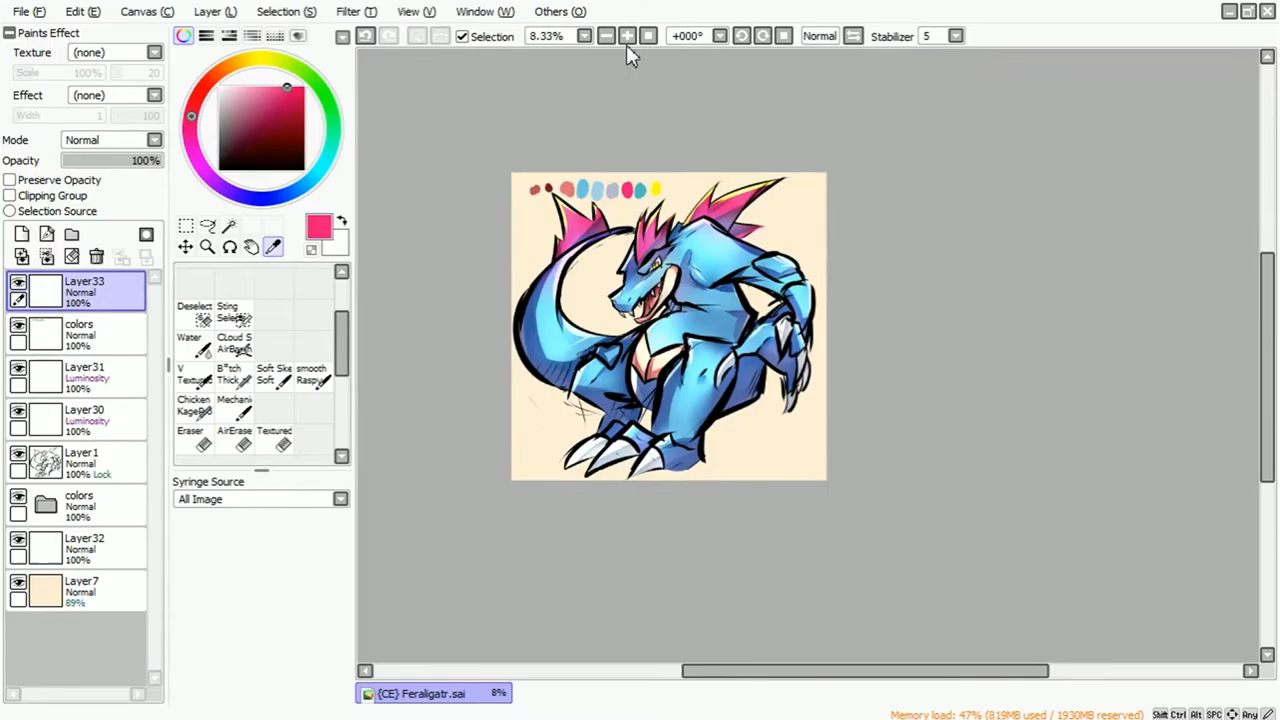 File (F) Edit (E) Canvas (C) Layer (L) Selection (S) Filter (T) View (V) Window (W) Others (O)
Selection 8.33% +000° Normal Stabilizer 5
Paints Effect
Texture (none)
Scale 100% 20
Effect (none)
Width 1 100
Mode Normal
Opacity 100%
Preserve Opacity
Clipping Group
Selection Source
Layer33
Normal
100%
colors
Normal
100%
Layer31
Luminosity
100%
Layer30
Luminosity
100%
Layer1
Normal
100% Lock
colors
Normal
100%
Layer32
Normal
100%
Layer7
Normal
89%
Deselect Sting
Selec
Water CLoud S
AirBrush
V B*tch Soft Ske smooth
Textured Thick Soft Raspy
Chicken Mechani
KagePo
Eraser AirErase Textured
Syringe Source
All Image
{CE} Feraligatr.sai 8%
Memory load: 47% (819MB used / 1930MB reserved)
Shift Ctrl Alt SPC Any